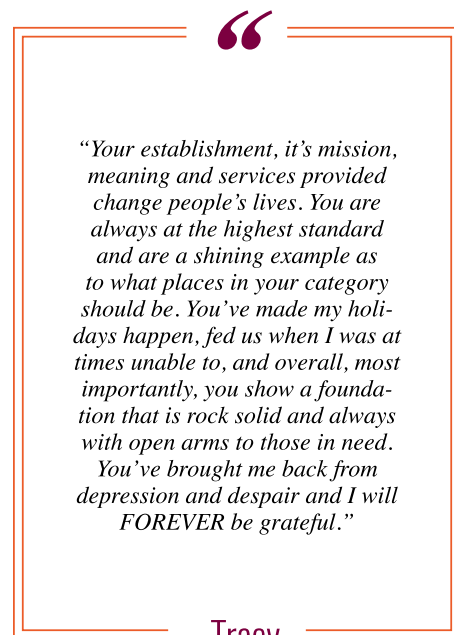 “
“Your establishment, it’s mission,
meaning and services provided
change people’s lives. You are
always at the highest standard
and are a shining example as
to what places in your category
should be. You’ve made my holi-
days happen, fed us when I was at
times unable to, and overall, most
importantly, you show a founda-
tion that is rock solid and always
with open arms to those in need.
You’ve brought me back from
depression and despair and I will
FOREVER be grateful.”
Tracy